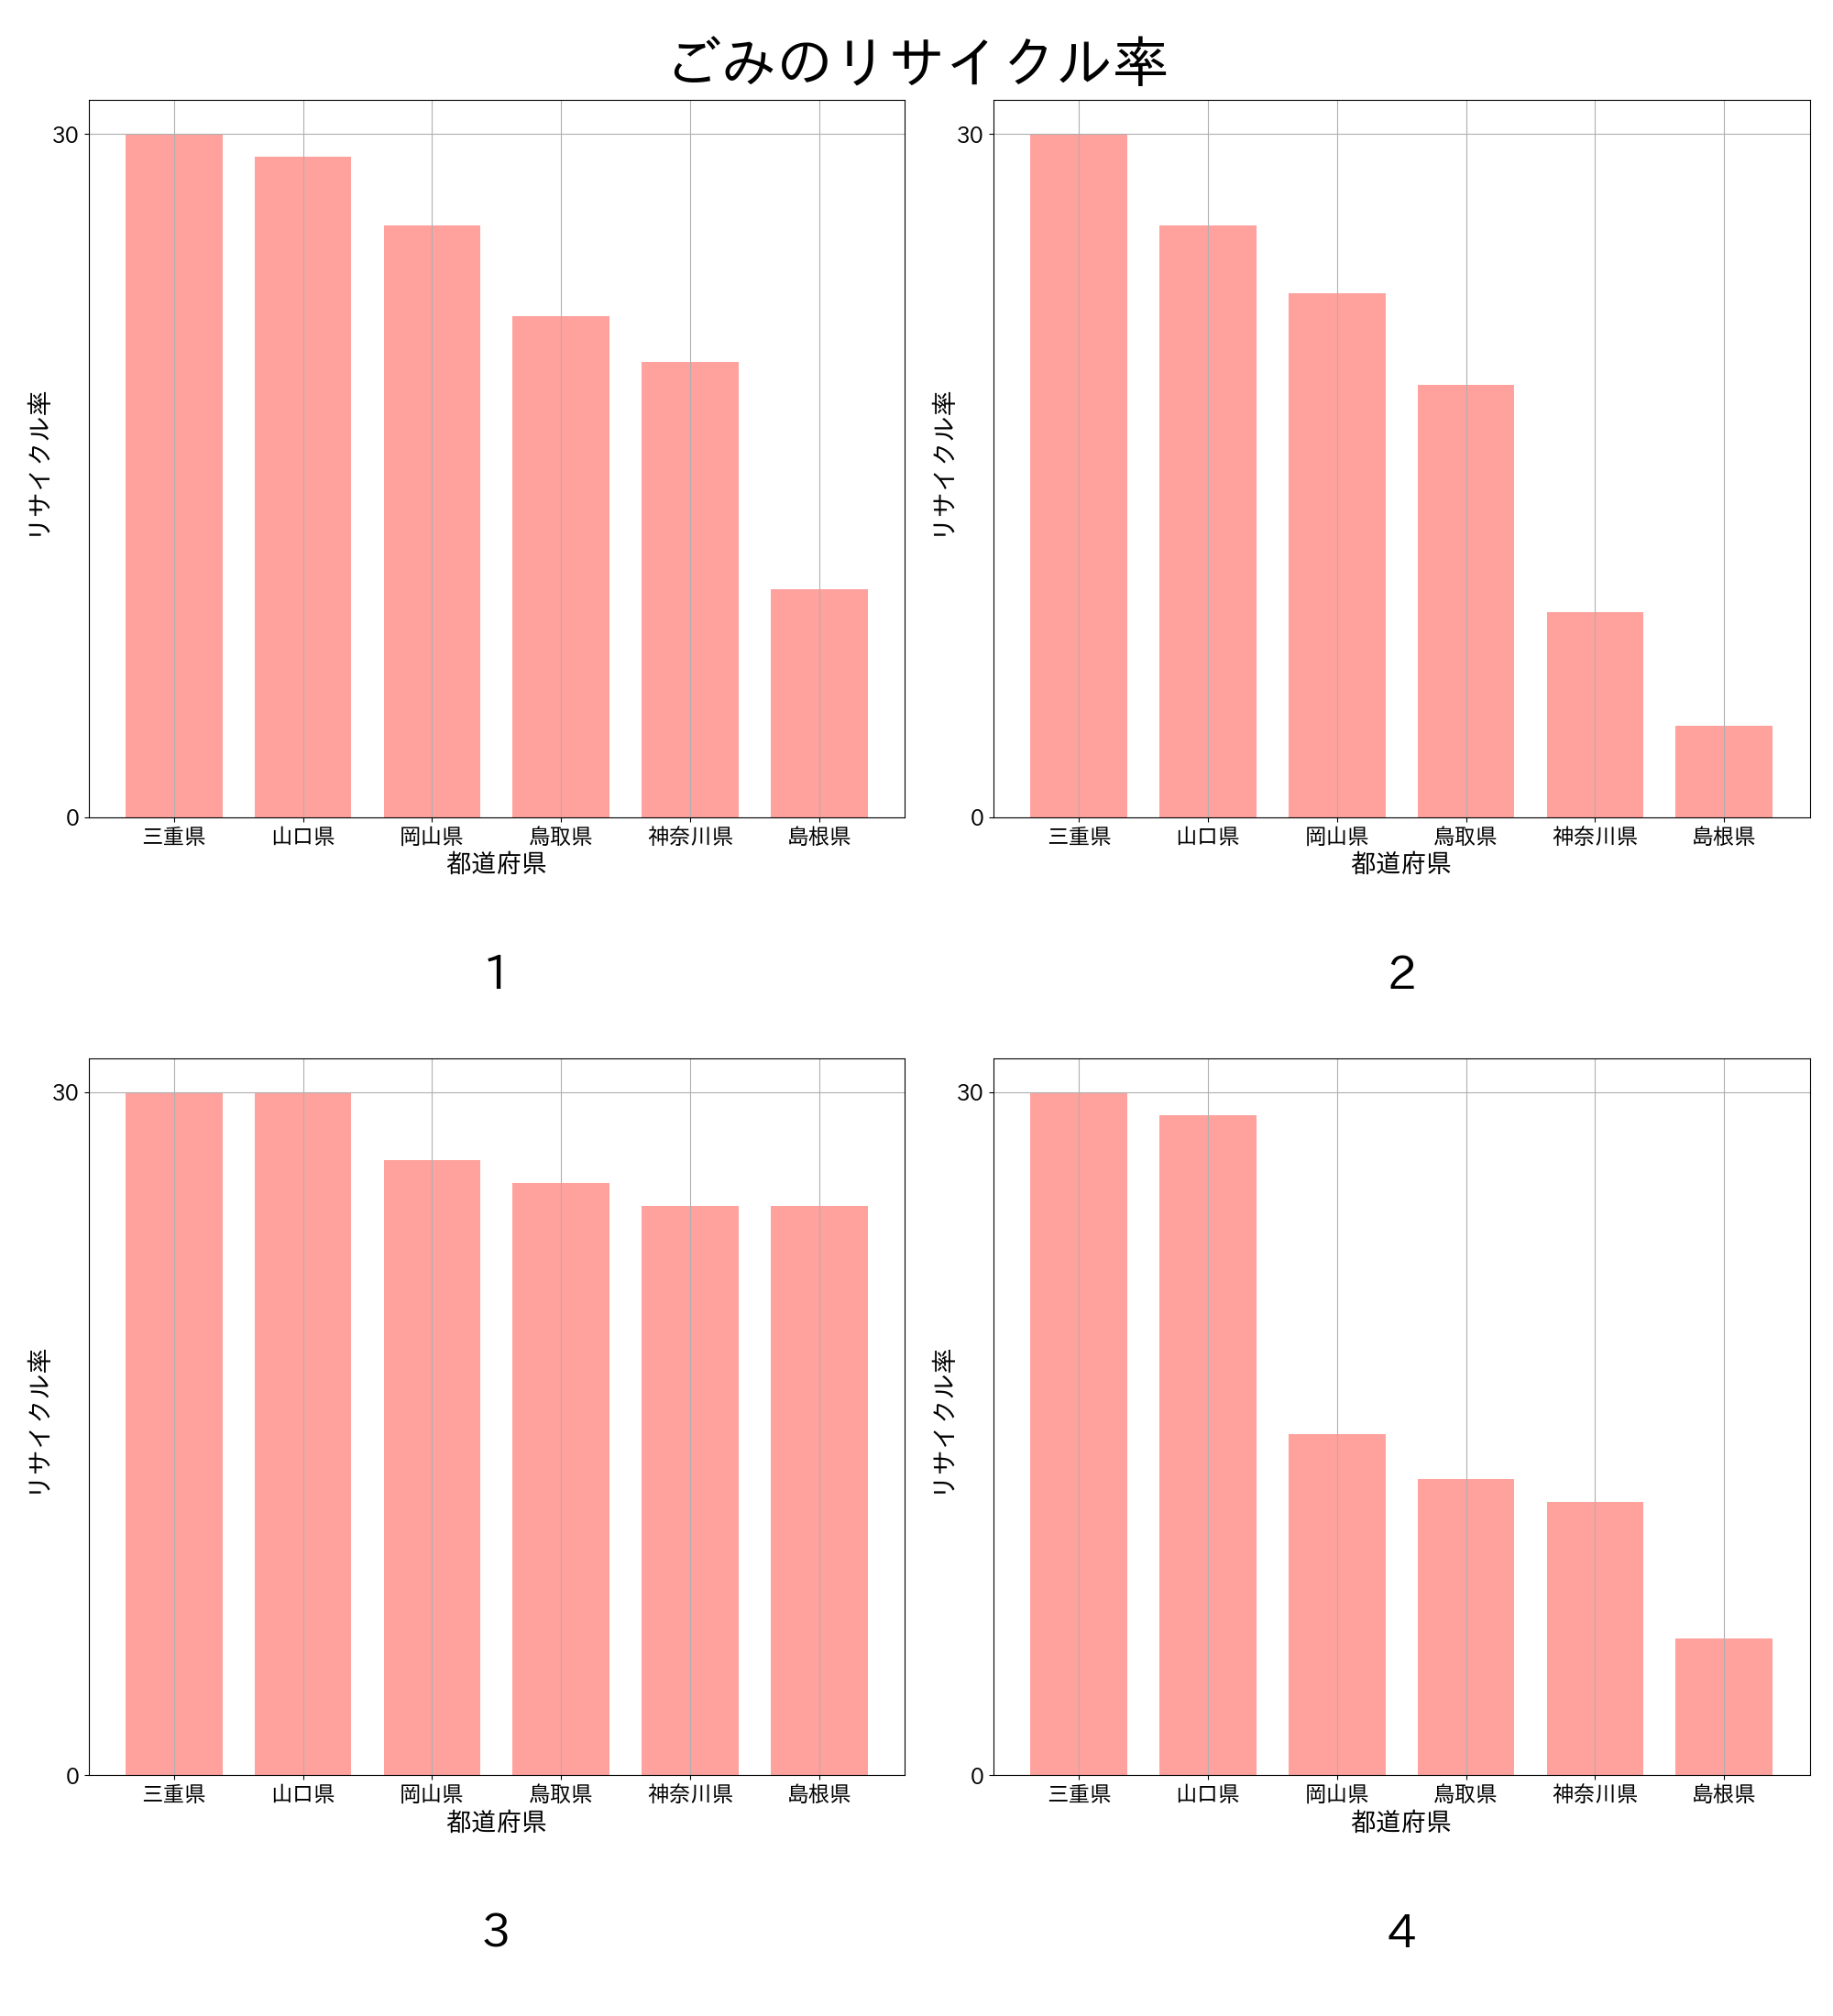 ごみのリサイクル率
30
0
リサイクル率
三重県 山口県 岡山県 鳥取県 神奈川県 島根県
都道府県
1
30
0
リサイクル率
三重県 山口県 岡山県 鳥取県 神奈川県 島根県
都道府県
2
30
0
リサイクル率
三重県 山口県 岡山県 鳥取県 神奈川県 島根県
都道府県
3
30
0
リサイクル率
三重県 山口県 岡山県 鳥取県 神奈川県 島根県
都道府県
4